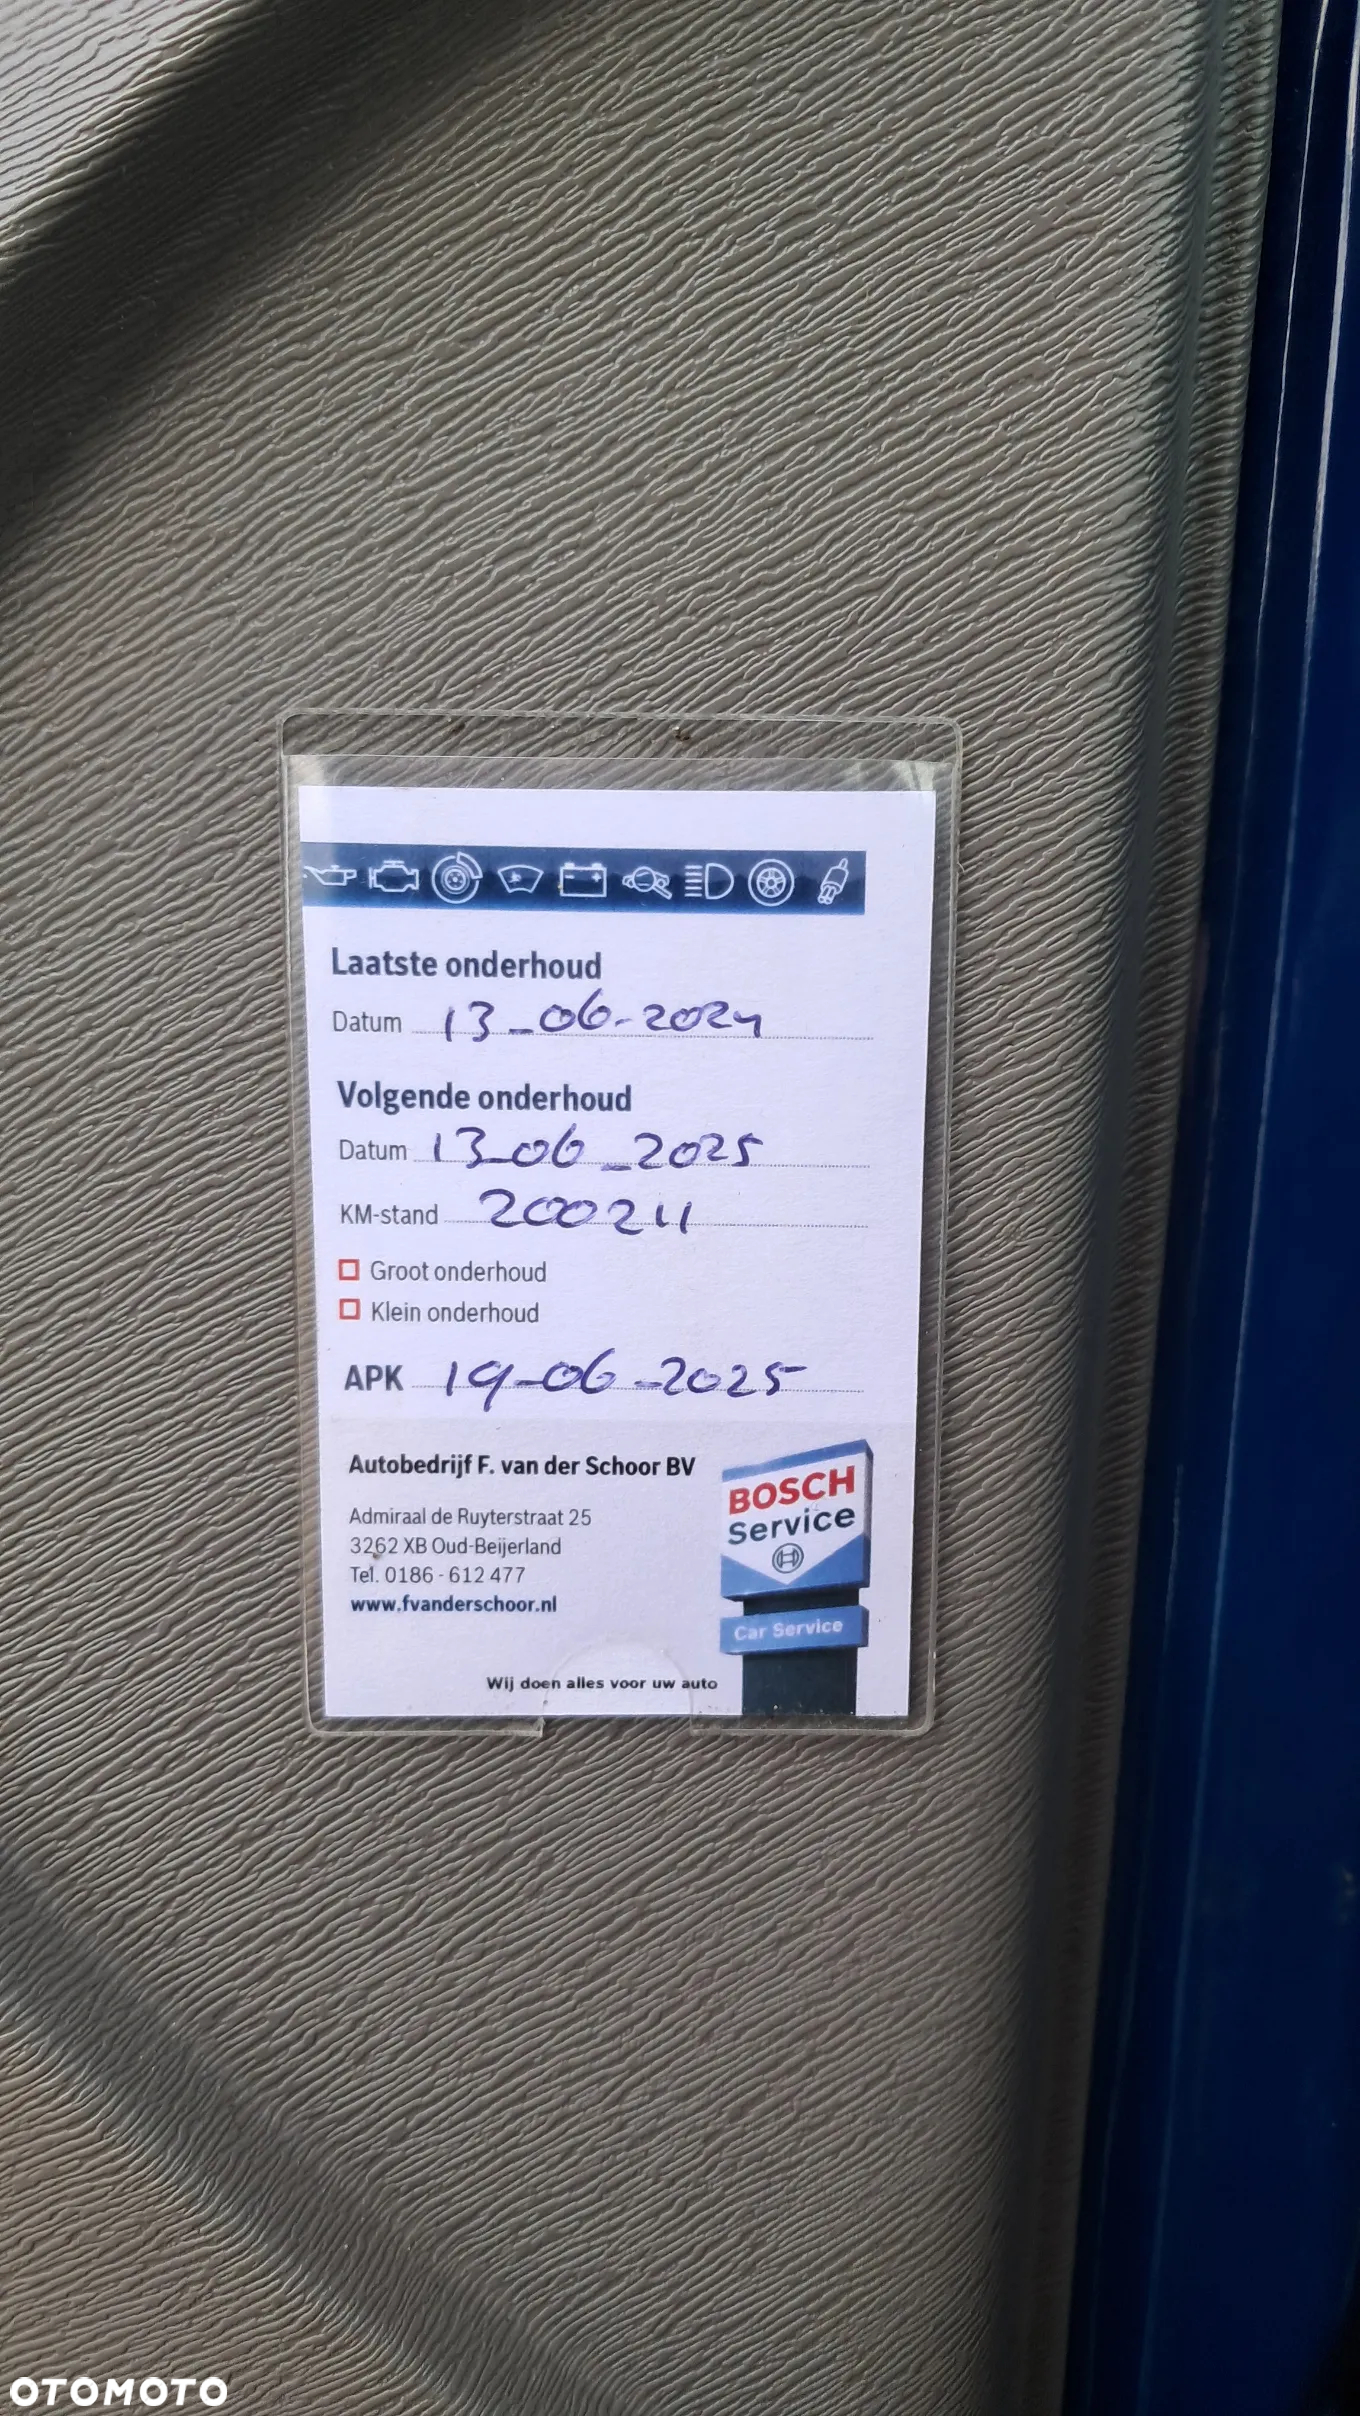 Laatste onderhoud
Datum 13-06-2024
Volgende onderhoud
Datum 13-06-2025
KM-stand 200211
Groot onderhoud
Klein onderhoud
APK 19-06-2025
Autobedrijf F. van der Schoor BV
Admiraal de Ruyterstraat 25
3262 XB Oud-Beijerland
Tel. 0186 - 612 477
www.fvanderschoor.nl
BOSCH
Service
Car Service
Wij doen alles voor uw auto
OTOMOTO